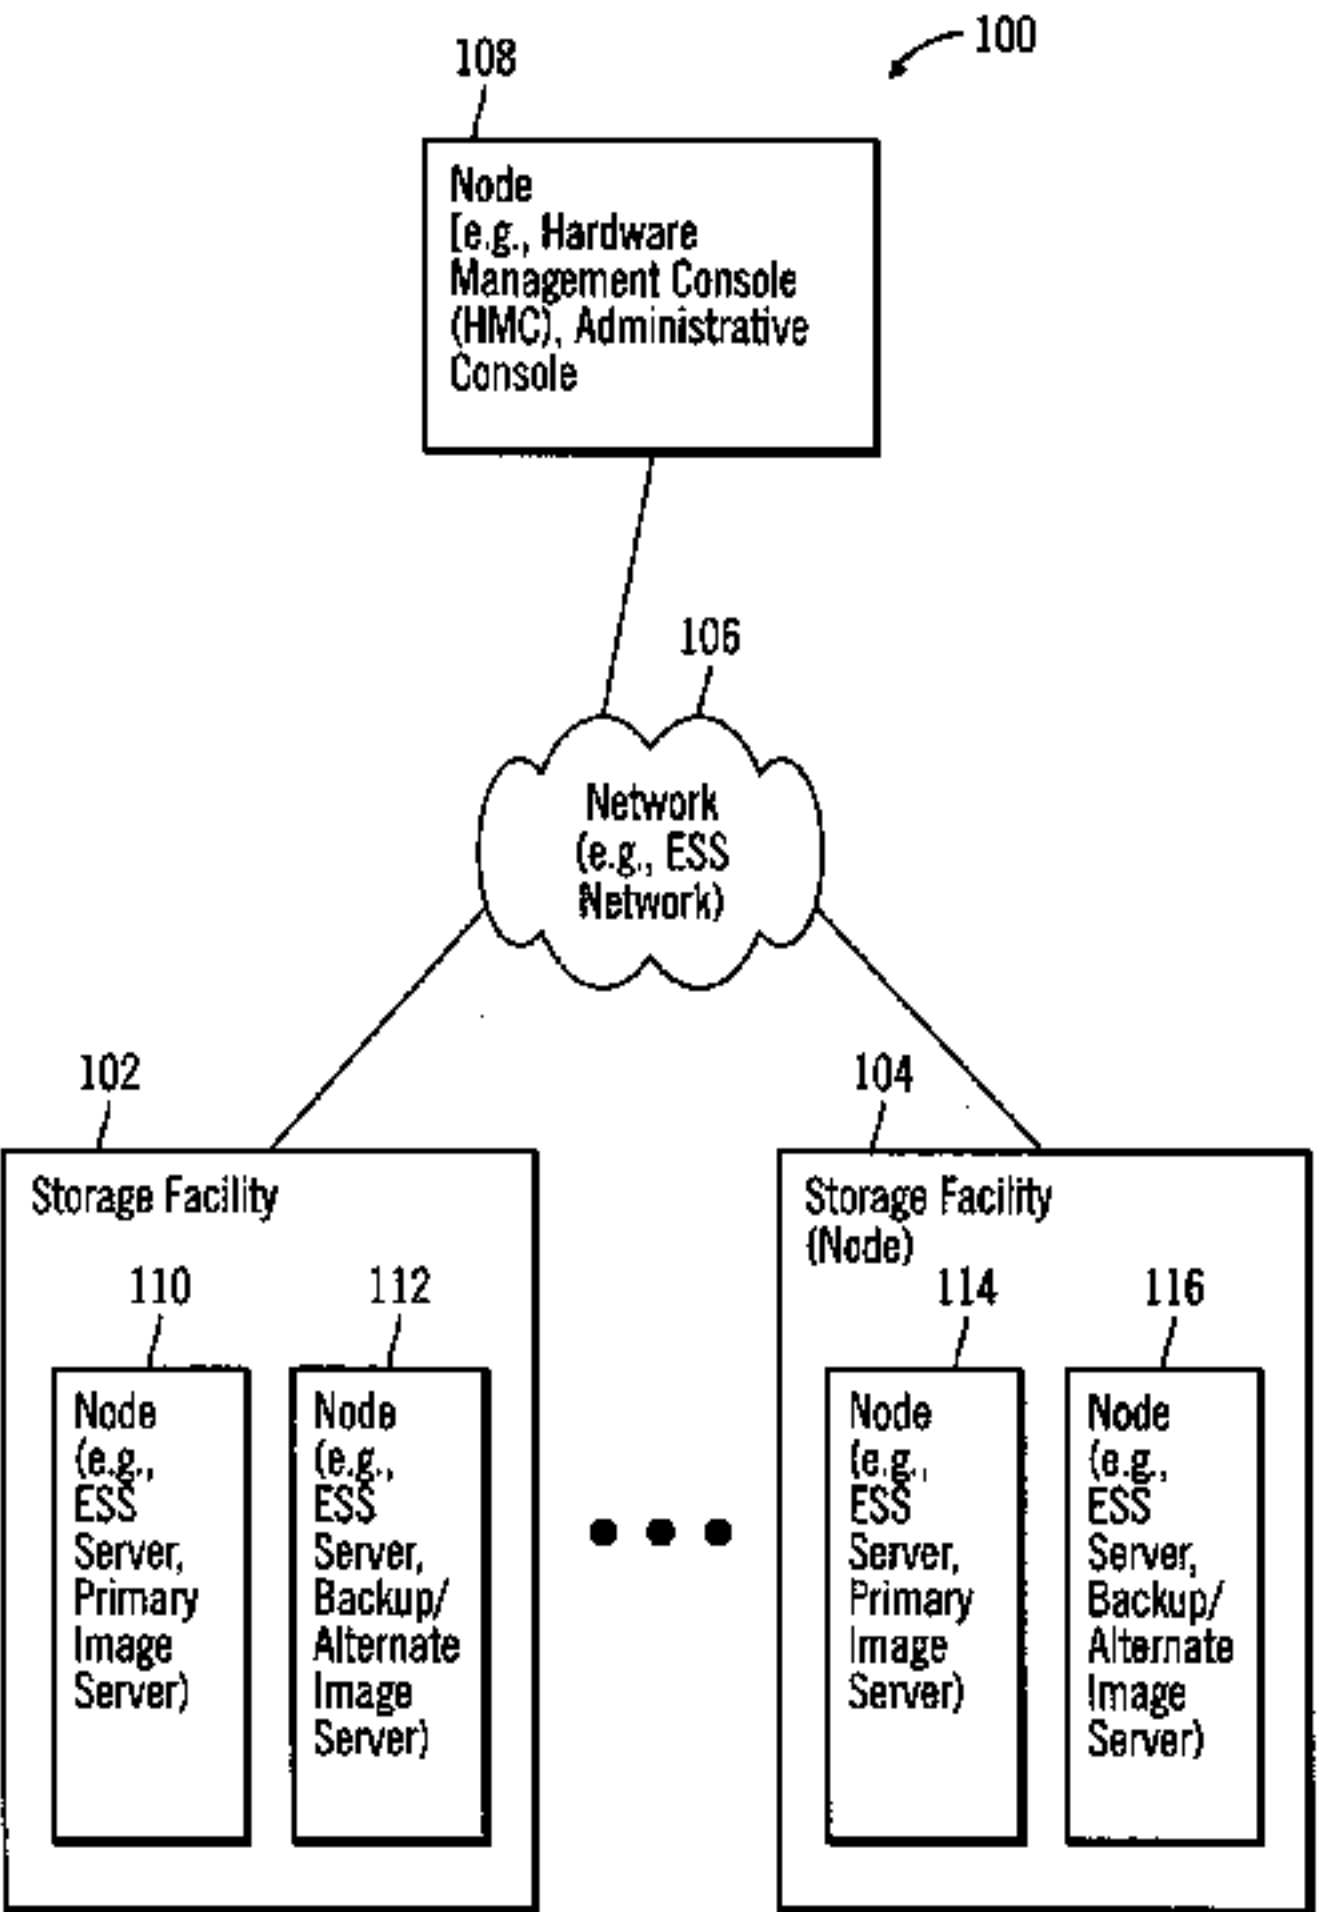 100
108
Node
[e.g., Hardware
Management Console
(HMC), Administrative
Console
106
Network
(e.g., ESS
Network)
102
Storage Facility
110
Node
(e.g.,
ESS
Server,
Primary
Image
Server)
112
Node
(e.g.,
ESS
Server,
Backup/
Alternate
Image
Server)
104
Storage Facility
(Node)
114
Node
(e.g.,
ESS
Server,
Primary
Image
Server)
116
Node
(e.g.,
ESS
Server,
Backup/
Alternate
Image
Server)